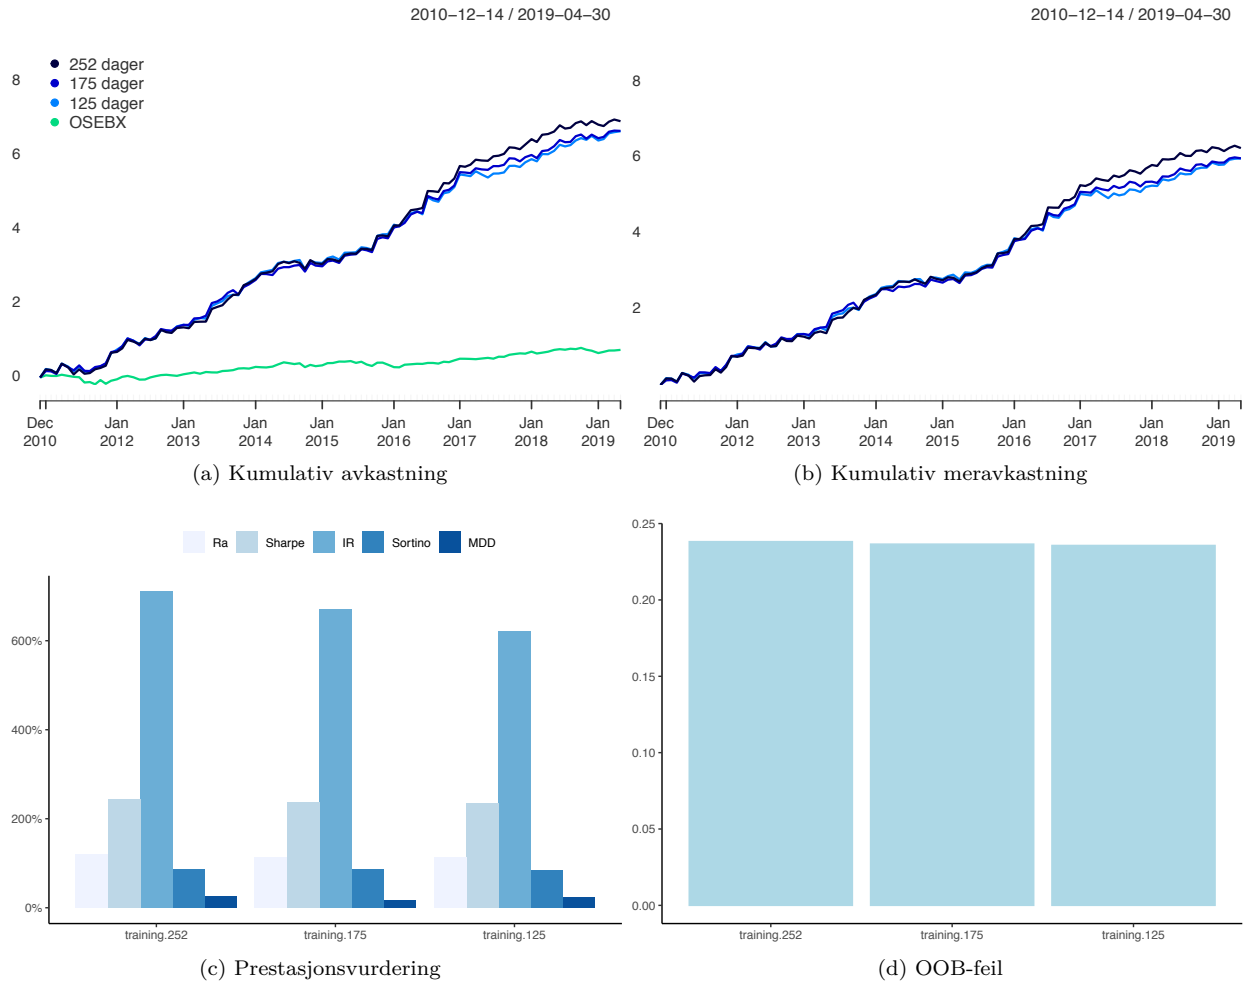 2010−12−14 / 2019−04−30
252 dager
175 dager
125 dager
OSEBX
8
6
4
2
0
Dec 2010
Jan 2012
Jan 2013
Jan 2014
Jan 2015
Jan 2016
Jan 2017
Jan 2018
Jan 2019
(a) Kumulativ avkastning
2010−12−14 / 2019−04−30
8
6
4
2
Dec 2010
Jan 2012
Jan 2013
Jan 2014
Jan 2015
Jan 2016
Jan 2017
Jan 2018
Jan 2019
(b) Kumulativ meravkastning
Ra Sharpe IR Sortino MDD
600%
400%
200%
0%
training.252 training.175 training.125
(c) Prestasjonsvurdering
0.25
0.20
0.15
0.10
0.05
0.00
training.252 training.175 training.125
(d) OOB-feil